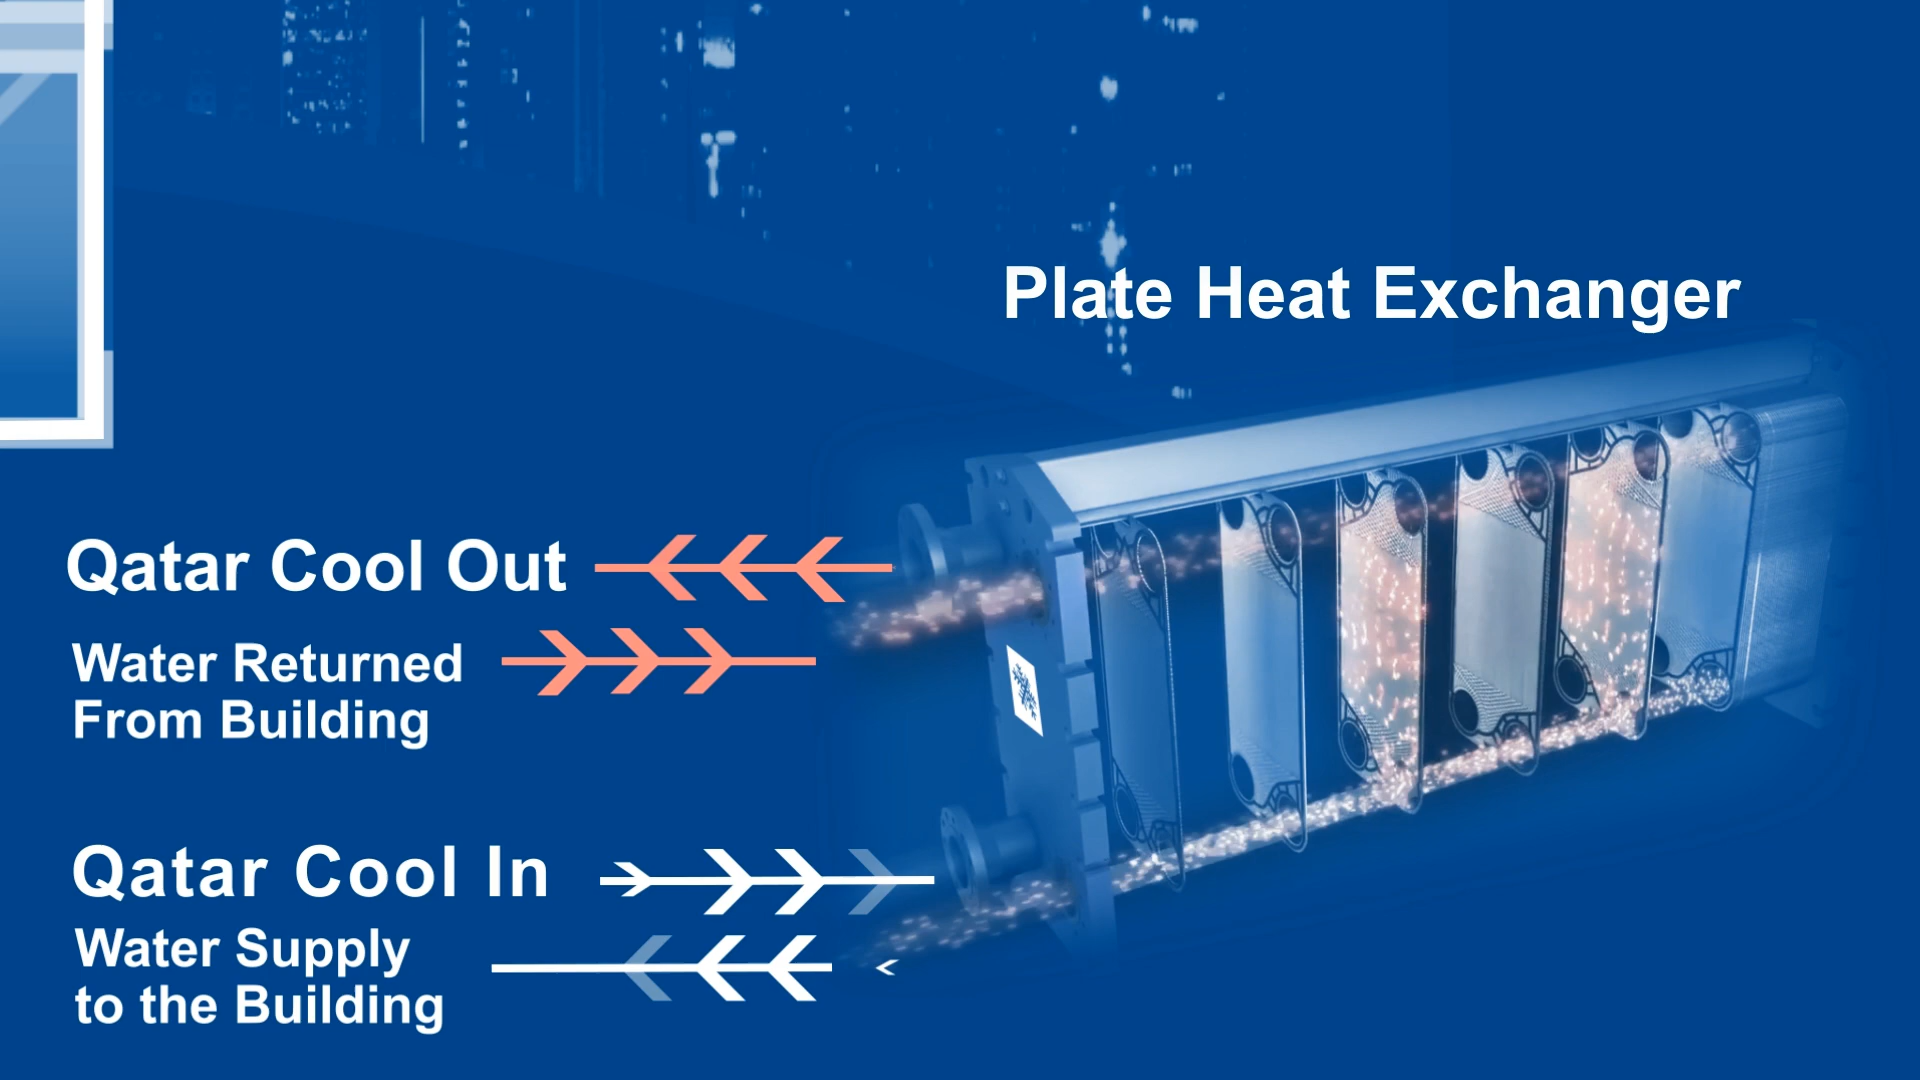 Plate Heat Exchanger
Qatar Cool Out
Water Returned
From Building
Qatar Cool In
Water Supply
to the Building